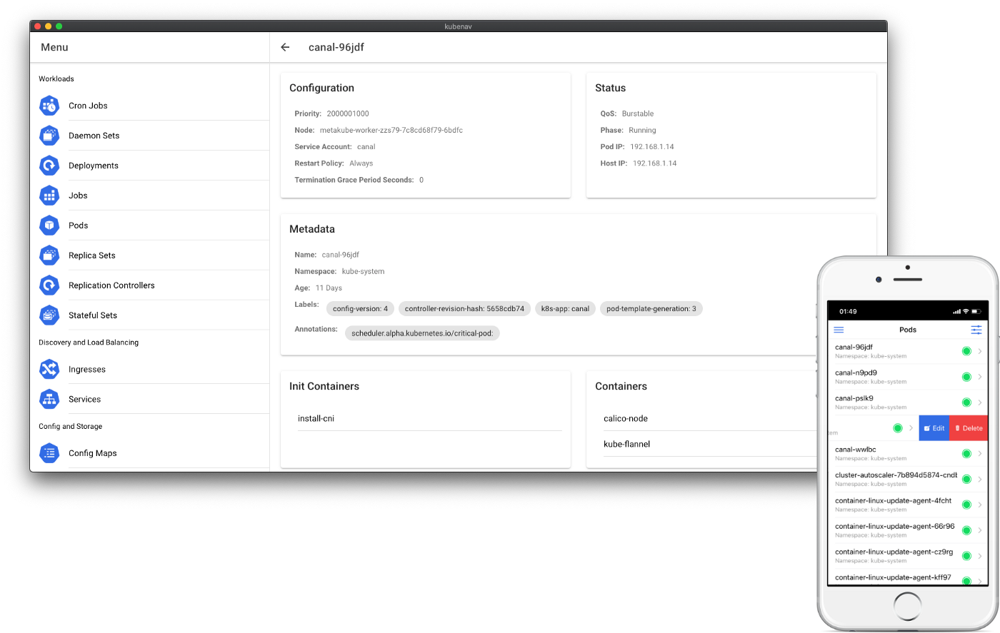 kubenav
Menu
canal-96jdf
Workloads
Cron Jobs
Daemon Sets
Deployments
Jobs
Pods
Replica Sets
Replication Controllers
Stateful Sets
Discovery and Load Balancing
Ingresses
Services
Config and Storage
Config Maps
Configuration
Priority: 2000001000
Node: metakube-worker-zzs79-7c8cd68f79-6bdfc
Service Account: canal
Restart Policy: Always
Termination Grace Period Seconds: 0
Status
QoS: Burstable
Phase: Running
Pod IP: 192.168.1.14
Host IP: 192.168.1.14
Metadata
Name: canal-96jdf
Namespace: kube-system
Age: 11 Days
Labels: config-version: 4 controller-revision-hash: 5658cdb74 k8s-app: canal pod-template-generation: 3
Annotations: scheduler.alpha.kubernetes.io/critical-pod:
Init Containers
install-cni
Containers
calico-node
kube-flannel
01:49
Pods
canal-96jdf
Namespace: kube-system
canal-n9pd9
Namespace: kube-system
canal-pslk9
Namespace: kube-system
tem
Edit Delete
canal-wwlbc
Namespace: kube-system
cluster-autoscaler-7b894d5874-cndb
Namespace: kube-system
container-linux-update-agent-4fcht
Namespace: kube-system
container-linux-update-agent-66r96
Namespace: kube-system
container-linux-update-agent-cz9rg
Namespace: kube-system
container-linux-update-agent-kff97